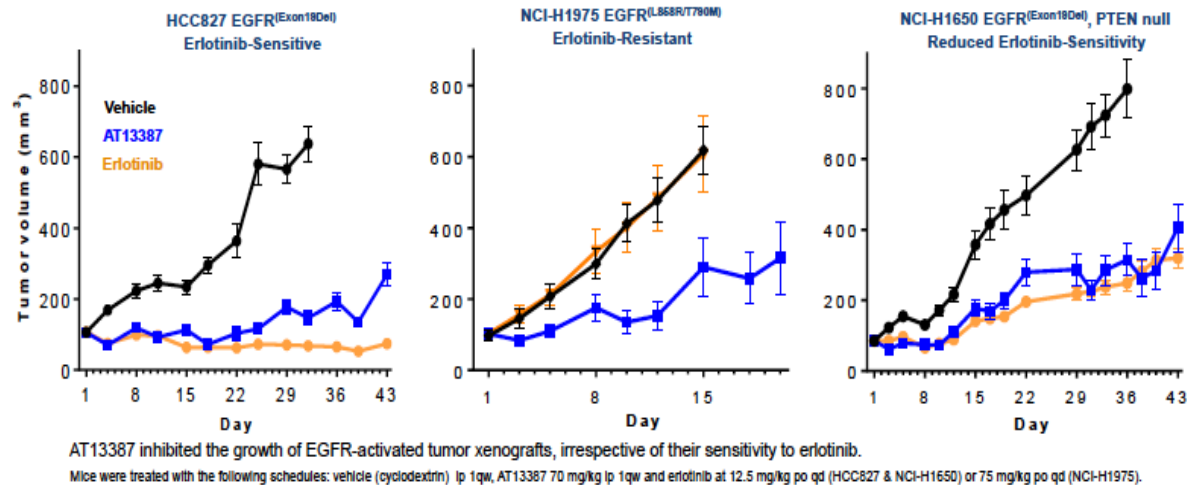 HCC827 EGFR(Exon19Del)
Erlotinib-Sensitive
NCI-H1975 EGFR(L858R/T790M)
Erlotinib-Resistant
NCI-H1650 EGFR(Exon19Del), PTEN null
Reduced Erlotinib-Sensitivity
Tumor volume (mm3)
800
600
400
200
0
Vehicle
AT13387
Erlotinib
1 8 15 22 29 36 43
Day
800
600
400
200
0
1 8 15
Day
800
600
400
200
0
1 8 15 22 29 36 43
Day
AT13387 inhibited the growth of EGFR-activated tumor xenografts, irrespective of their sensitivity to erlotinib.
Mice were treated with the following schedules: vehicle (cyclodextrin) ip 1qw, AT13387 70 mg/kg ip 1qw and erlotinib at 12.5 mg/kg po qd (HCC827 & NCI-H1650) or 75 mg/kg po qd (NCI-H1975).